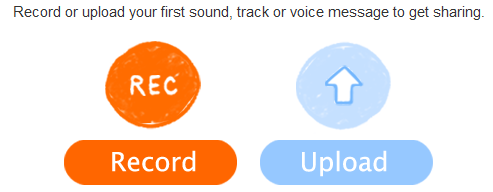 Record or upload your first sound, track or voice message to get sharing.
REC
Record Upload